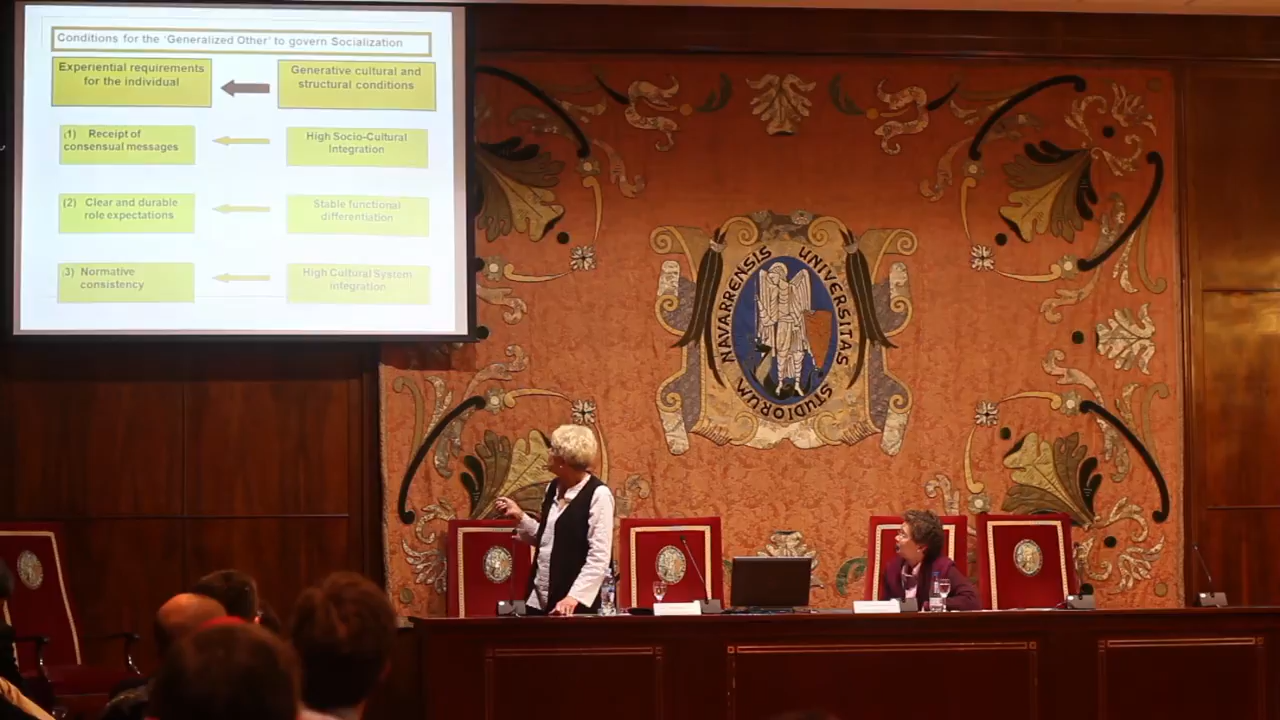 Conditions for the 'Generalized Other' to govern Socialization
Experiential requirements
for the individual
Generative cultural and
structural conditions
(1) Receipt of
consensual messages
High Socio-Cultural
Integration
(2) Clear and durable
role expectations
Stable functional
differentiation
3) Normative
consistency
High Cultural System
integration
UNIVERSITAS
STUDIORUM
NAVARRENSIS